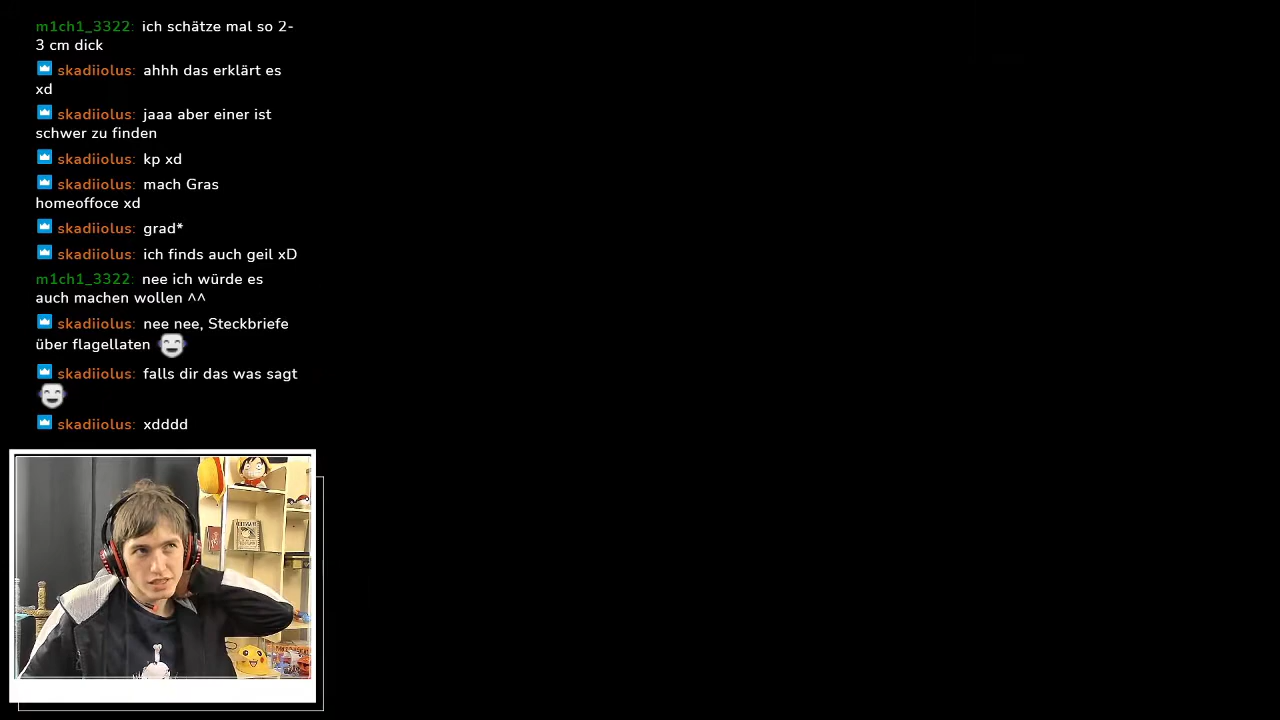 m1ch1_3322: ich schätze mal so 2-
3 cm dick
skadiiolus: ahhh das erklärt es
xd
skadiiolus: jaaa aber einer ist
schwer zu finden
skadiiolus: kp xd
skadiiolus: mach Gras
homeoffoce xd
skadiiolus: grad*
skadiiolus: ich finds auch geil xD
m1ch1_3322: nee ich würde es
auch machen wollen ^^
skadiiolus: nee nee, Steckbriefe
über flagellaten
skadiiolus: falls dir das was sagt
skadiiolus: xdddd